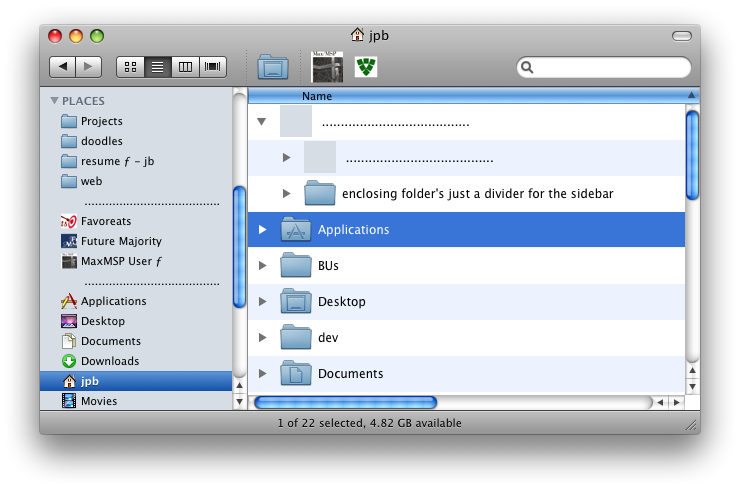 jpb
Max/MSP
Name
PLACES
Projects
doodles
resume ƒ - jb
web
.....................................
Favoreats
Future Majority
MaxMSP User ƒ
.....................................
Applications
Desktop
Documents
Downloads
jpb
Movies
.......................................
.......................................
enclosing folder's just a divider for the sidebar
Applications
BUs
Desktop
dev
Documents
1 of 22 selected, 4.82 GB available